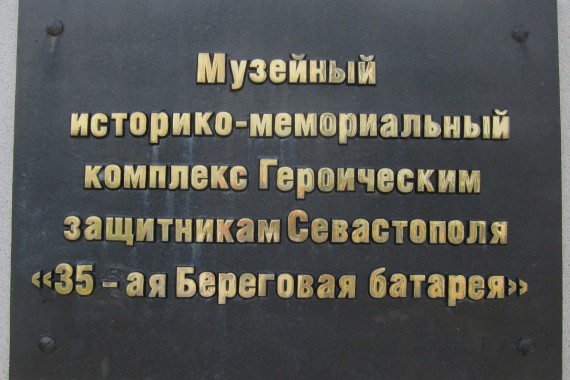 Музейный
историко-мемориальный
комплекс Героическим
защитникам Севастополя
«35 - ая Береговая батарея»